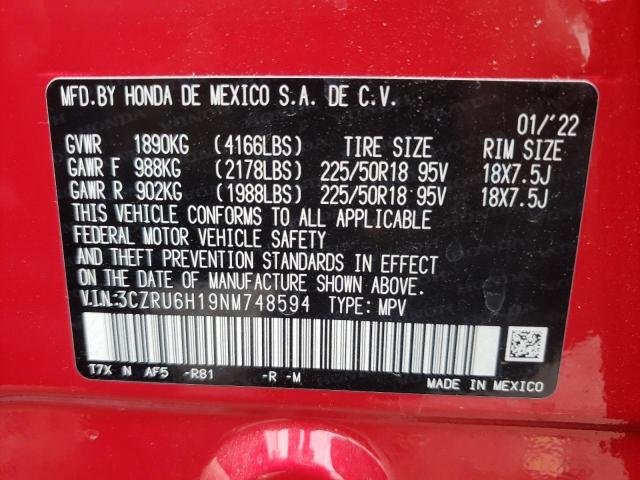 MFD.BY HONDA DE MEXICO S.A. DE C.V.
01/'22
GVWR 1890KG (4166LBS) TIRE SIZE RIM SIZE
GAWR F 988KG (2178LBS) 225/50R18 95V 18X7.5J
GAWR R 902KG (1988LBS) 225/50R18 95V 18X7.5J
THIS VEHICLE CONFORMS TO ALL APPLICABLE
FEDERAL MOTOR VEHICLE SAFETY
AND THEFT PREVENTION STANDARDS IN EFFECT
ON THE DATE OF MANUFACTURE SHOWN ABOVE.
V.I.N:3CZRU6H19NM748594 TYPE: MPV
T7X N AF5 -R81 -R -M
MADE IN MEXICO